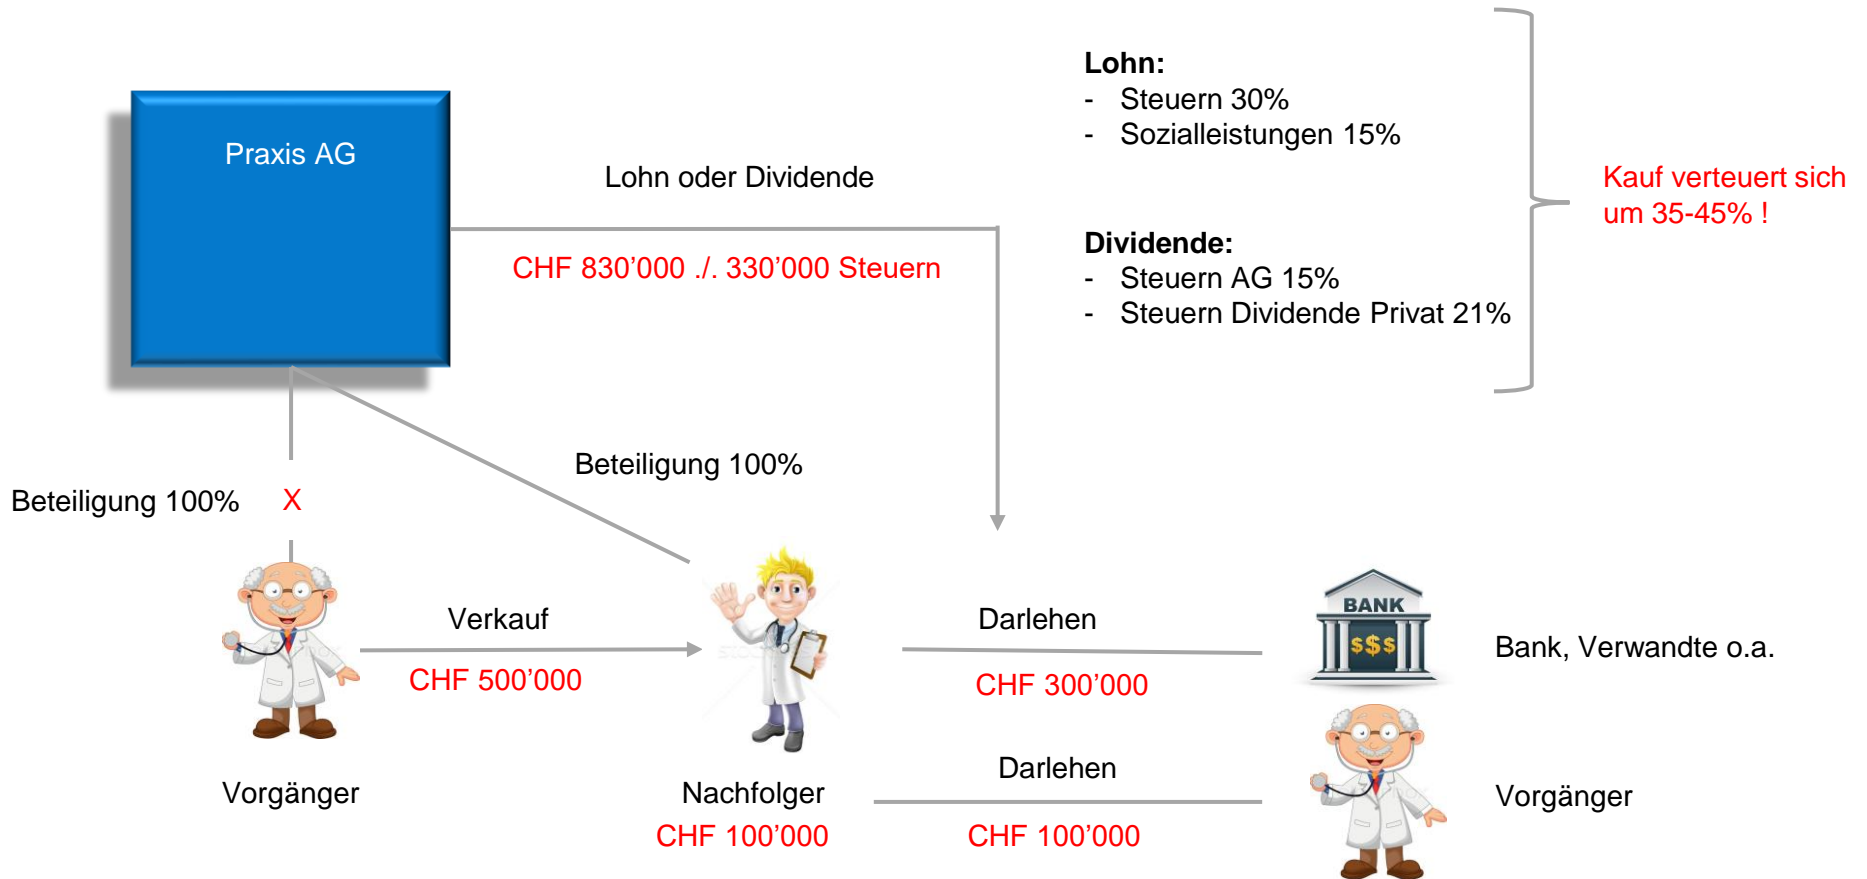 Lohn:
- Steuern 30%
- Sozialleistungen 15%
Praxis AG
Lohn oder Dividende
Kauf verteuert sich
um 35-45% !
CHF 830’000 ./. 330’000 Steuern
Dividende:
- Steuern AG 15%
- Steuern Dividende Privat 21%
Beteiligung 100%
Beteiligung 100%
X
Verkauf
CHF 500’000
Darlehen
CHF 300’000
BANK
$$$
Bank, Verwandte o.a.
Vorgänger
Nachfolger
CHF 100’000
Darlehen
CHF 100’000
Vorgänger